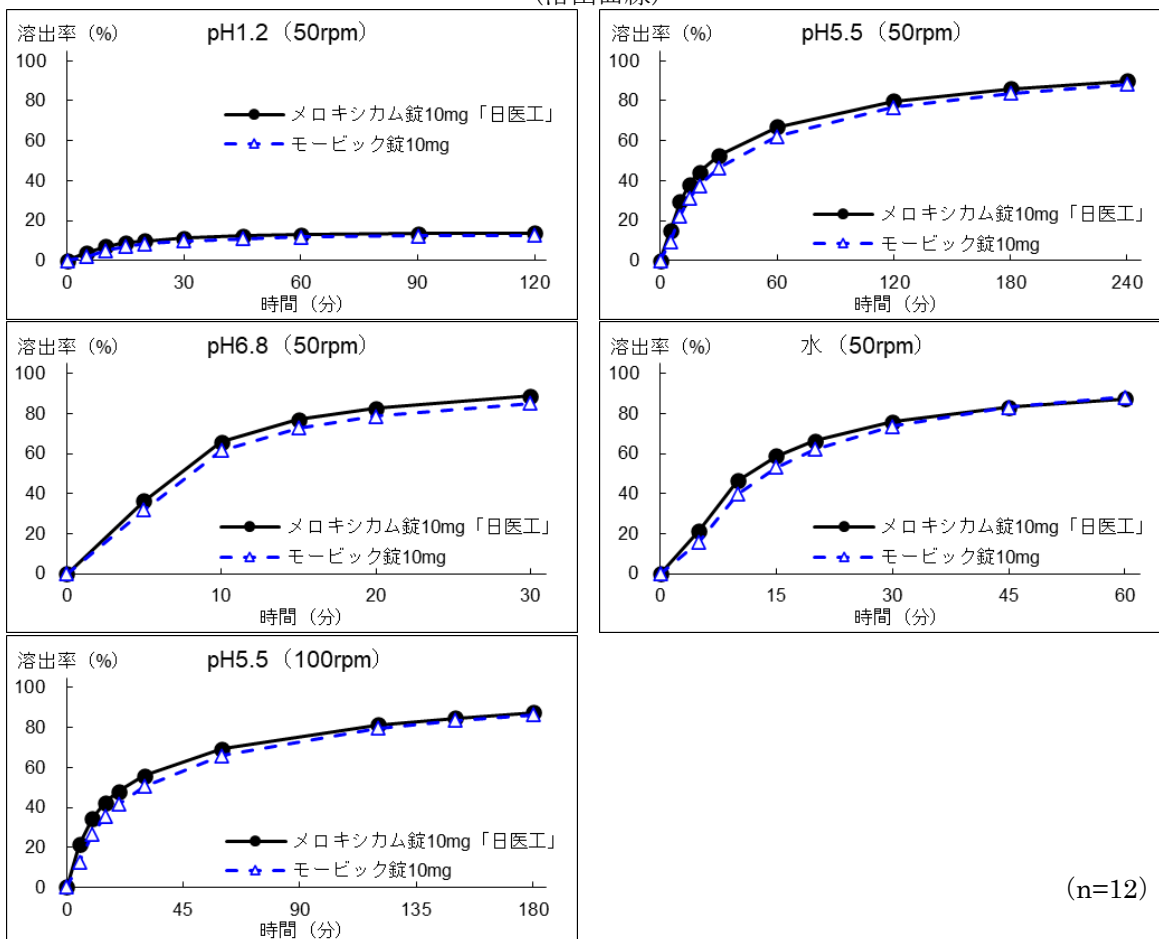 (溶出曲線)
溶出率 (%)
pH1.2 (50rpm)
100
80
60
40
20
0
メロキシカム錠10mg「日医工」
モービック錠10mg
0 30 60 90 120
時間 (分)
溶出率 (%)
pH5.5 (50rpm)
100
80
60
40
20
0
メロキシカム錠10mg「日医工」
モービック錠10mg
0 60 120 180 240
時間 (分)
溶出率 (%)
pH6.8 (50rpm)
100
80
60
40
20
0
メロキシカム錠10mg「日医工」
モービック錠10mg
0 10 20 30
時間 (分)
溶出率 (%)
水 (50rpm)
100
80
60
40
20
0
メロキシカム錠10mg「日医工」
モービック錠10mg
0 15 30 45 60
時間 (分)
溶出率 (%)
pH5.5 (100rpm)
100
80
60
40
20
0
メロキシカム錠10mg「日医工」
モービック錠10mg
0 45 90 135 180
時間 (分)
(n=12)